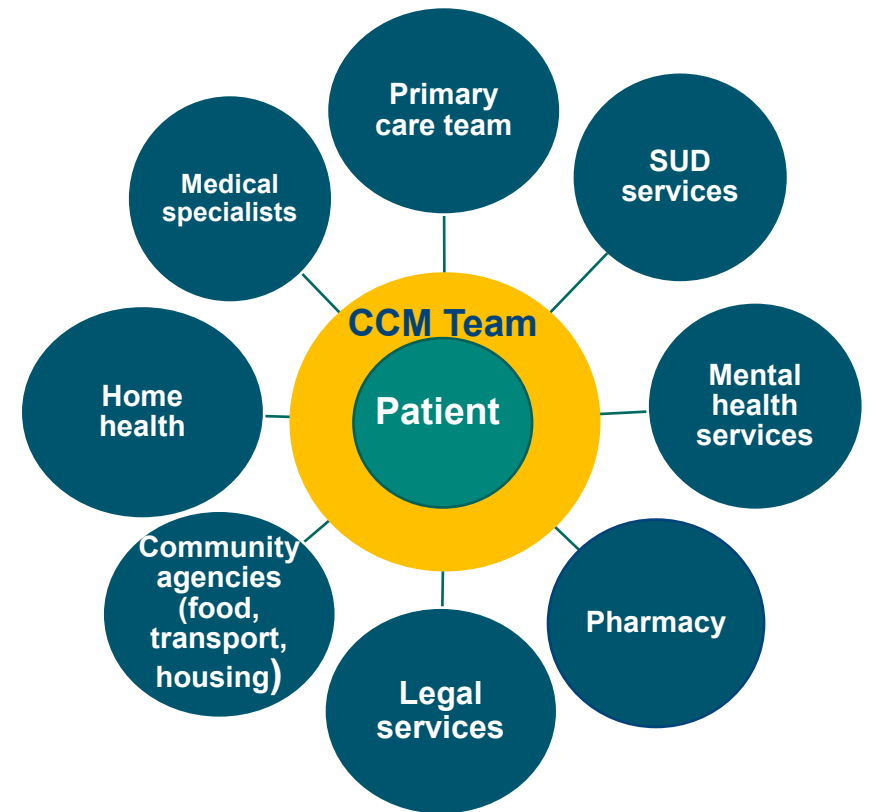 Primary
care team
SUD
services
Medical
specialists
CCM Team
Patient
Mental
health
services
Home
health
Community
agencies
(food,
transport,
housing)
Pharmacy
Legal
services